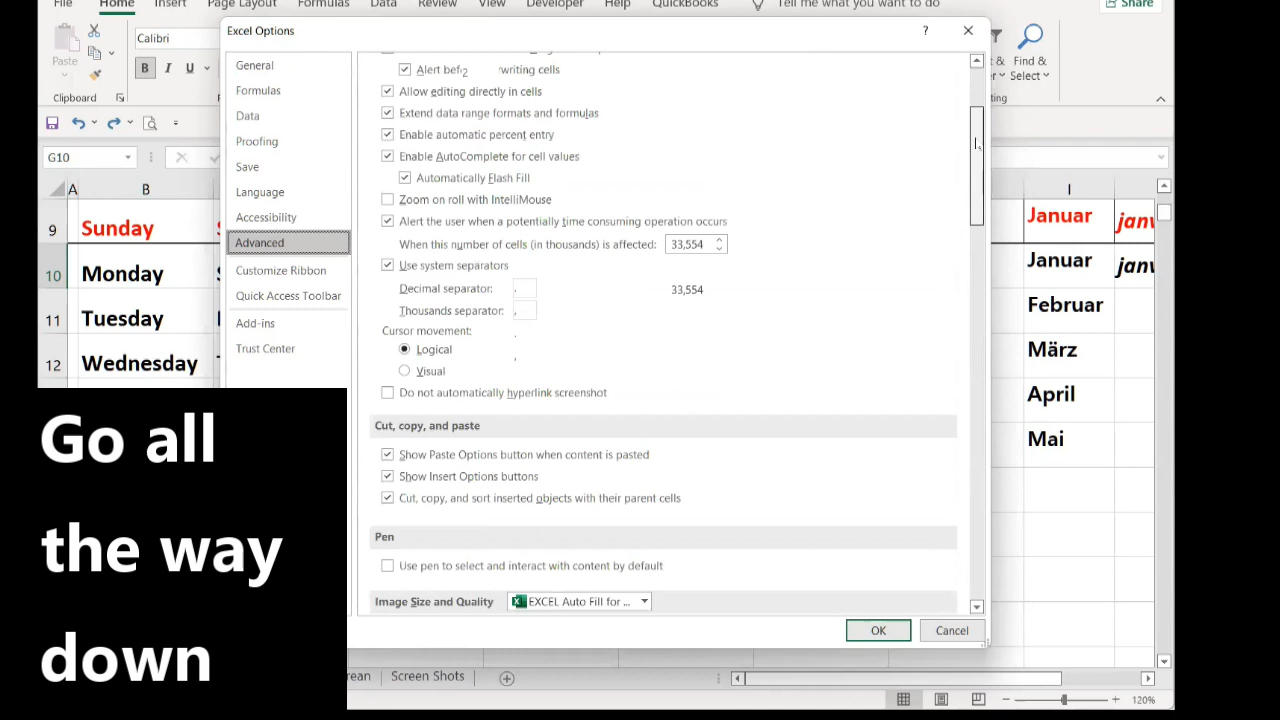 File Home Insert Page Layout Formulas Data Review View Developer Help QuickBooks Tell me what you want to do Share
Excel Options ?
Paste
Calibri
B I U
Find &
Select
Clipboard
G10
General
Formulas
Data
Proofing
Save
Language
Accessibility
Advanced
Customize Ribbon
Quick Access Toolbar
Add-ins
Trust Center
Alert bef writing cells
Allow editing directly in cells
Extend data range formats and formulas
Enable automatic percent entry
Enable AutoComplete for cell values
Automatically Flash Fill
Zoom on roll with IntelliMouse
Alert the user when a potentially time consuming operation occurs
When this number of cells (in thousands) is affected: 33,554
Use system separators
Decimal separator: .
33,554
Thousands separator: ,
Cursor movement:
Logical
Visual
Do not automatically hyperlink screenshot
Cut, copy, and paste
Show Paste Options button when content is pasted
Show Insert Options buttons
Cut, copy, and sort inserted objects with their parent cells
Pen
Use pen to select and interact with content by default
Image Size and Quality EXCEL Auto Fill for ...
OK Cancel
A B I
9 Sunday Januar
10 Monday Januar
11 Tuesday Februar
12 Wednesday März
April
Mai
Go all
the way
down
Screen Shots
120%